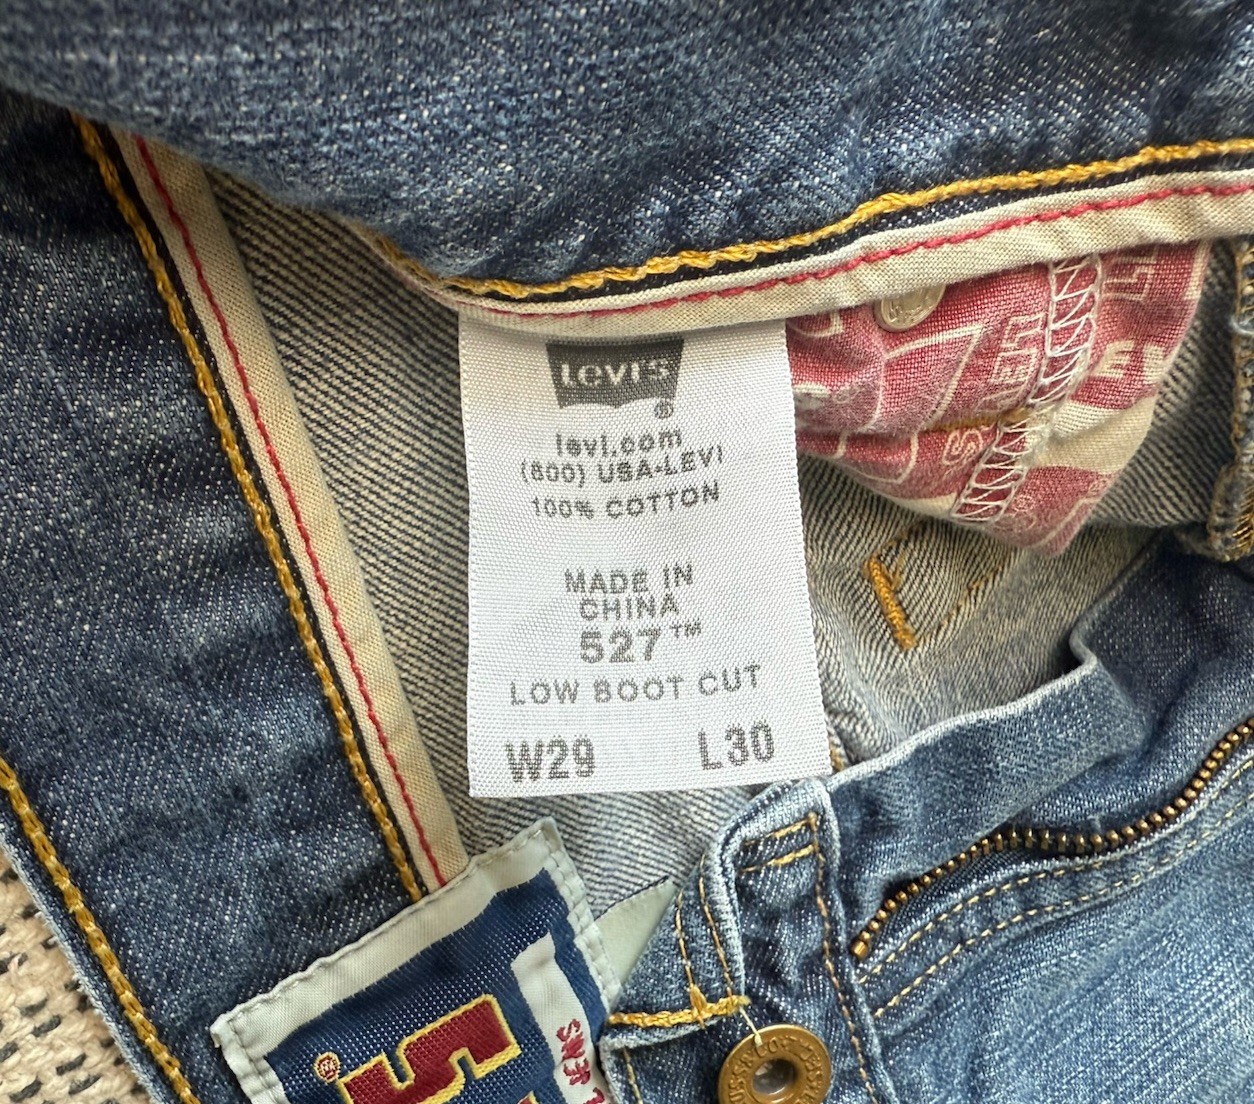 Levi's
®
levi.com
(800) USA-LEVI
100% COTTON
MADE IN
CHINA
527™
LOW BOOT CUT
W29 L30